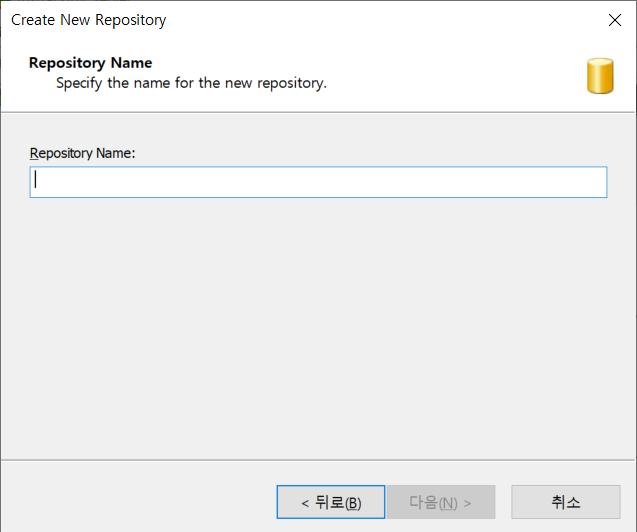 Create New Repository
Repository Name
Specify the name for the new repository.
Repository Name:
< 뒤로(B)
다음(N) >
취소